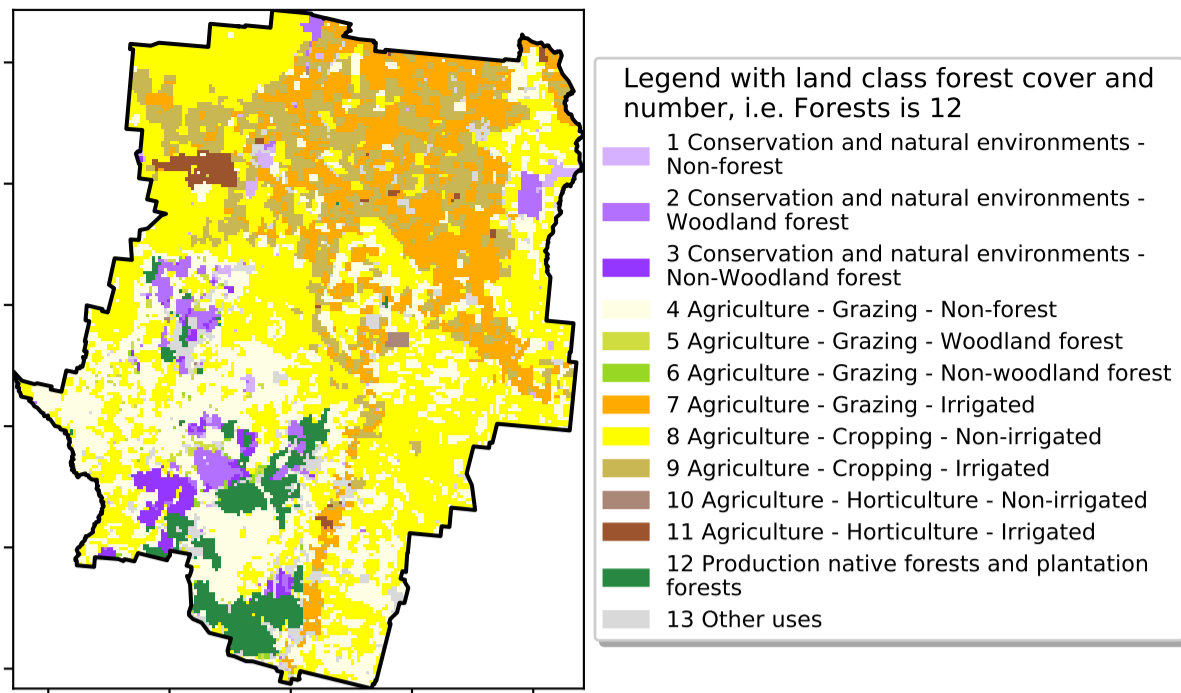 Legend with land class forest cover and
number, i.e. Forests is 12
1 Conservation and natural environments -
Non-forest
2 Conservation and natural environments -
Woodland forest
3 Conservation and natural environments -
Non-Woodland forest
4 Agriculture - Grazing - Non-forest
5 Agriculture - Grazing - Woodland forest
6 Agriculture - Grazing - Non-woodland forest
7 Agriculture - Grazing - Irrigated
8 Agriculture - Cropping - Non-irrigated
9 Agriculture - Cropping - Irrigated
10 Agriculture - Horticulture - Non-irrigated
11 Agriculture - Horticulture - Irrigated
12 Production native forests and plantation
forests
13 Other uses